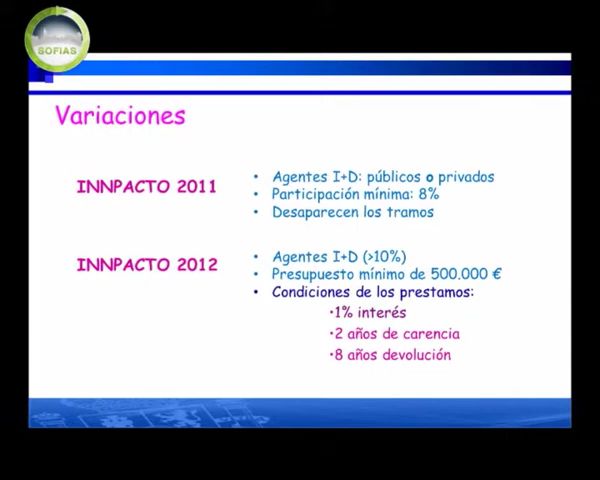 SOFIAS
Variaciones
INNPACTO 2011
• Agentes I+D: públicos o privados
• Participación mínima: 8%
• Desaparecen los tramos
INNPACTO 2012
• Agentes I+D (>10%)
• Presupuesto mínimo de 500.000 €
• Condiciones de los prestamos:
•1% interés
•2 años de carencia
•8 años devolución